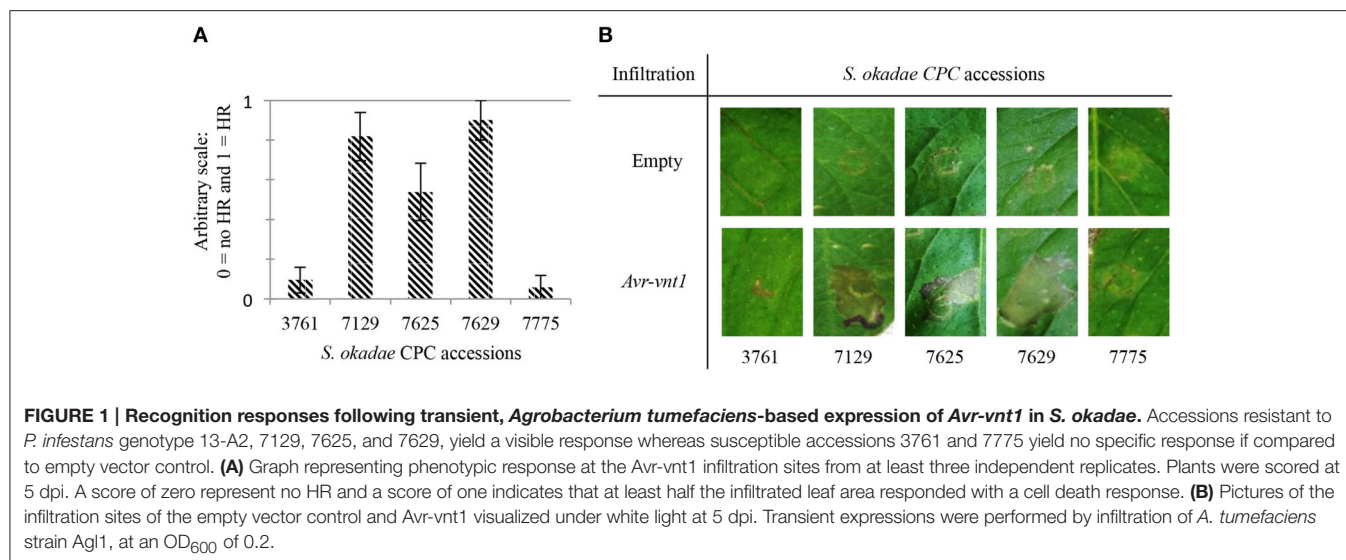 A
Arbitrary scale:
0 = no HR and 1 = HR
1
0
3761 7129 7625 7629 7775
S. okadae CPC accessions
B
Infiltration S. okadae CPC accessions
Empty
Avr-vnt1
3761 7129 7625 7629 7775
FIGURE 1 | Recognition responses following transient, Agrobacterium tumefaciens-based expression of Avr-vnt1 in S. okadae. Accessions resistant to
P. infestans genotype 13-A2, 7129, 7625, and 7629, yield a visible response whereas susceptible accessions 3761 and 7775 yield no specific response if compared
to empty vector control. (A) Graph representing phenotypic response at the Avr-vnt1 infiltration sites from at least three independent replicates. Plants were scored at
5 dpi. A score of zero represent no HR and a score of one indicates that at least half the infiltrated leaf area responded with a cell death response. (B) Pictures of the
infiltration sites of the empty vector control and Avr-vnt1 visualized under white light at 5 dpi. Transient expressions were performed by infiltration of A. tumefaciens
strain Agl1, at an OD600 of 0.2.